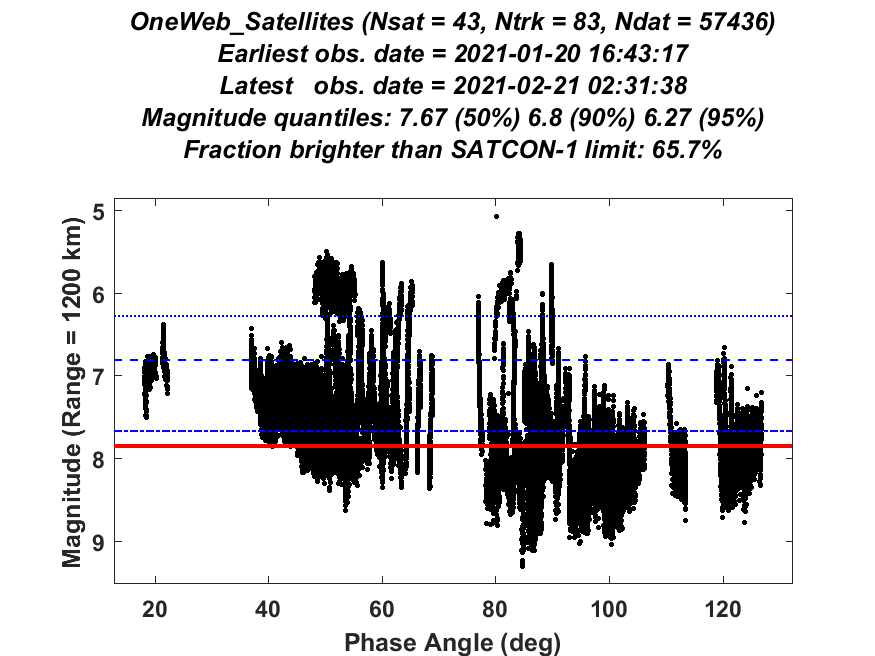 OneWeb_Satellites (Nsat = 43, Ntrk = 83, Ndat = 57436)
Earliest obs. date = 2021-01-20 16:43:17
Latest obs. date = 2021-02-21 02:31:38
Magnitude quantiles: 7.67 (50%) 6.8 (90%) 6.27 (95%)
Fraction brighter than SATCON-1 limit: 65.7%
Magnitude (Range = 1200 km)
5
6
7
8
9
20 40 60 80 100 120
Phase Angle (deg)